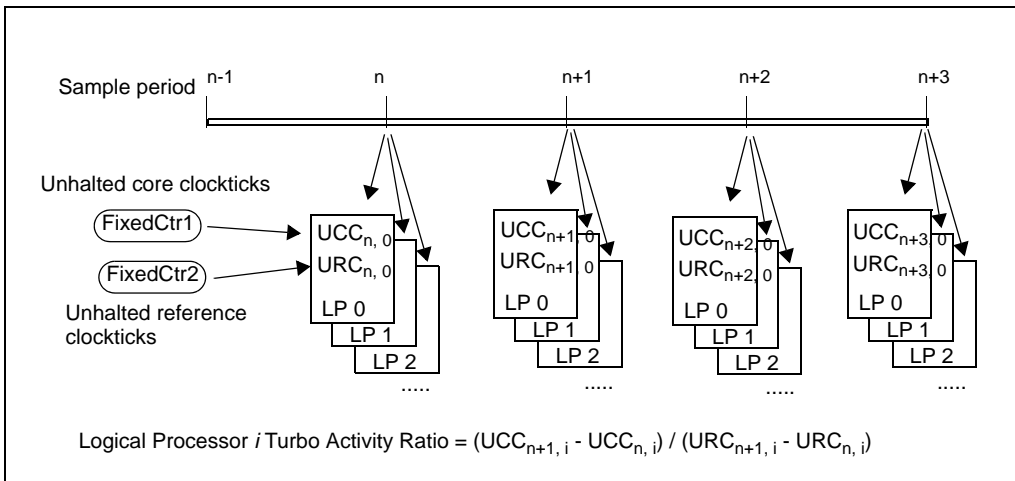 Sample period
n-1 n n+1 n+2 n+3
Unhalted core clockticks
FixedCtr1
FixedCtr2
Unhalted reference
clockticks
UCCn, 0
URCn, 0
LP 0
LP 1
LP 2
.....
UCCn+1, 0
URCn+1, 0
LP 0
LP 1
LP 2
.....
UCCn+2, 0
URCn+2, 0
LP 0
LP 1
LP 2
.....
UCCn+3, 0
URCn+3, 0
LP 0
LP 1
LP 2
.....
Logical Processor i Turbo Activity Ratio = (UCCn+1, i - UCCn, i) / (URCn+1, i - URCn, i)